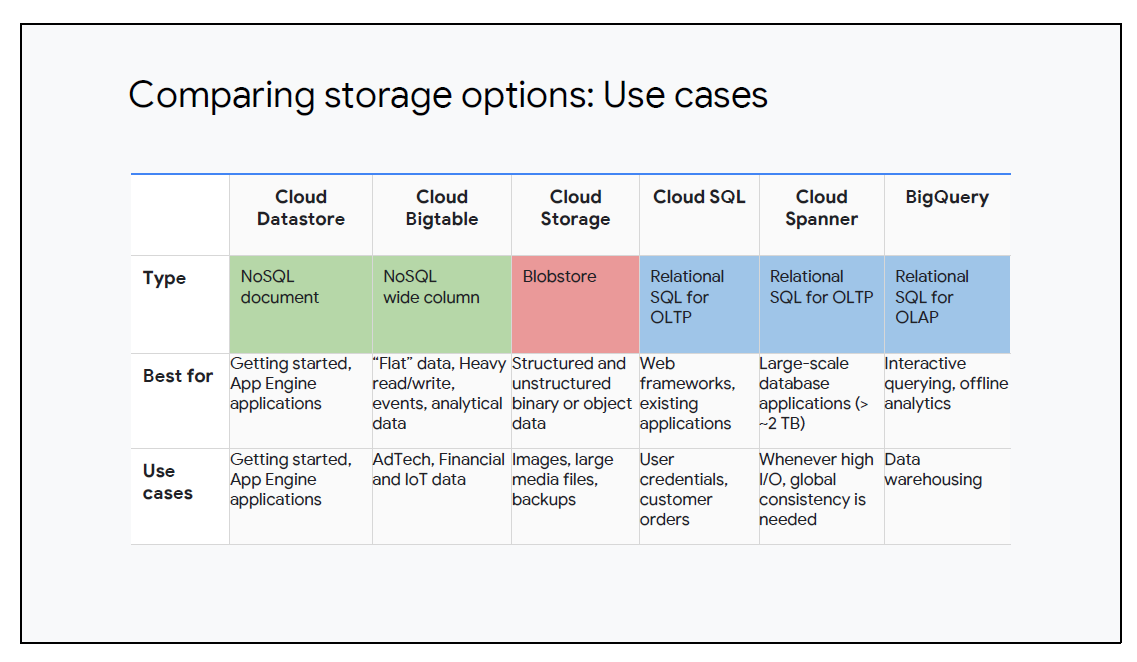 Comparing storage options: Use cases
Cloud
Datastore
Cloud
Bigtable
Cloud
Storage
Cloud SQL
Cloud
Spanner
BigQuery
Type
NoSQL
document
NoSQL
wide column
Blobstore
Relational
SQL for
OLTP
Relational
SQL for OLTP
Relational
SQL for
OLAP
Best for
Getting started,
App Engine
applications
“Flat” data, Heavy
read/write,
events, analytical
data
Structured and
unstructured
binary or object
data
Web
frameworks,
existing
applications
Large-scale
database
applications (>
~2 TB)
Interactive
querying, offline
analytics
Use
cases
Getting started,
App Engine
applications
AdTech, Financial
and IoT data
Images, large
media files,
backups
User
credentials,
customer
orders
Whenever high
I/O, global
consistency is
needed
Data
warehousing